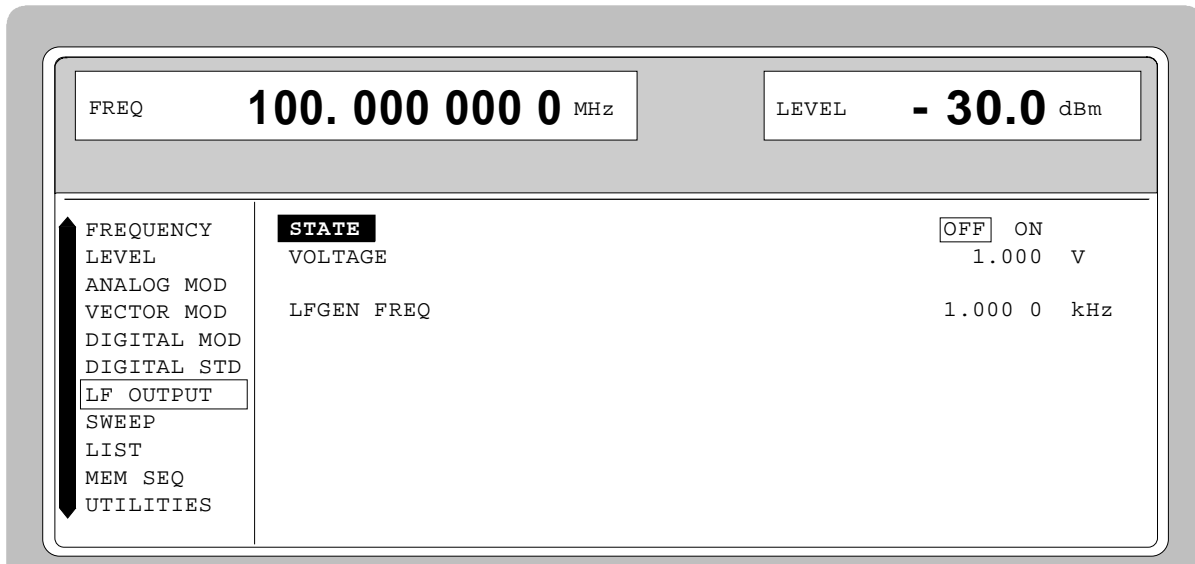 FREQ 100. 000 000 0 MHz LEVEL - 30.0 dBm
FREQUENCY STATE OFF ON
LEVEL VOLTAGE 1.000 V
ANALOG MOD
VECTOR MOD LFGEN FREQ 1.000 0 kHz
DIGITAL MOD
DIGITAL STD
LF OUTPUT
SWEEP
LIST
MEM SEQ
UTILITIES